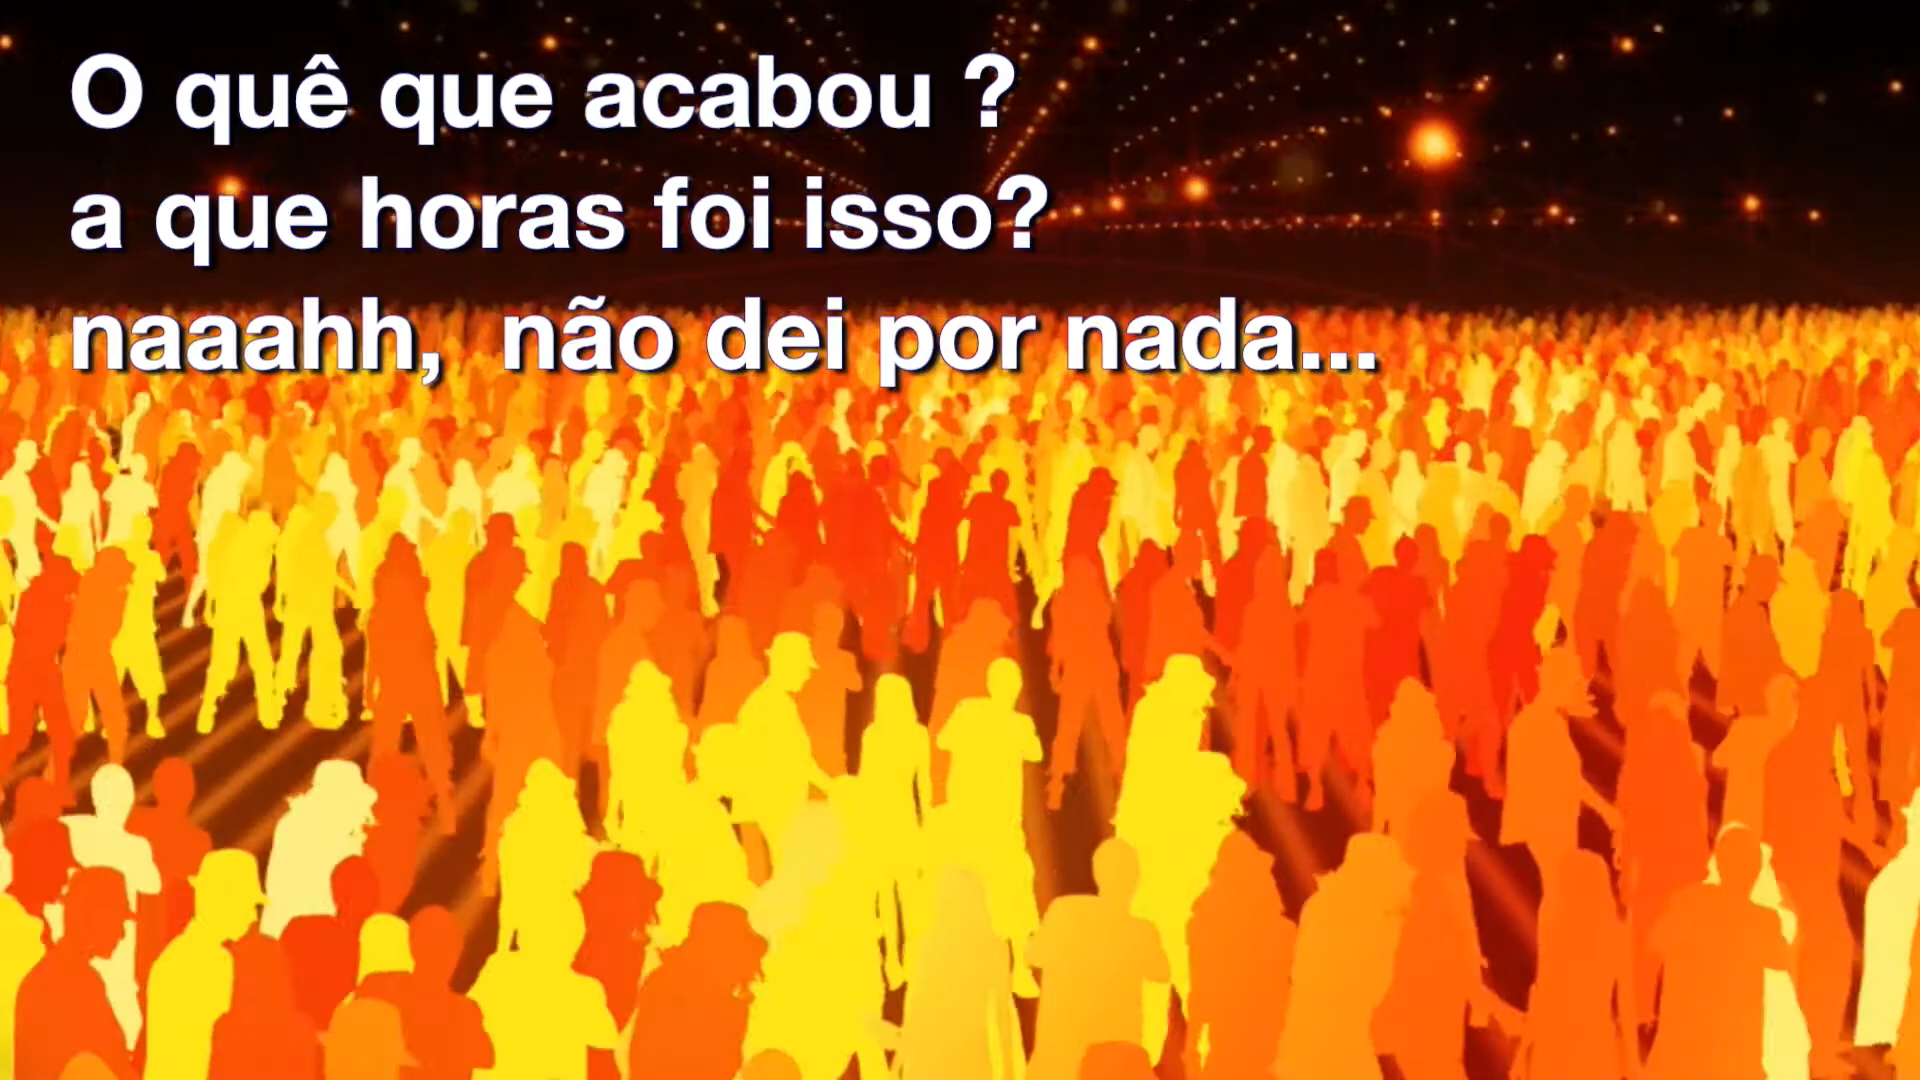 O quê que acabou ?
a que horas foi isso?
naaahh,  não dei por nada...